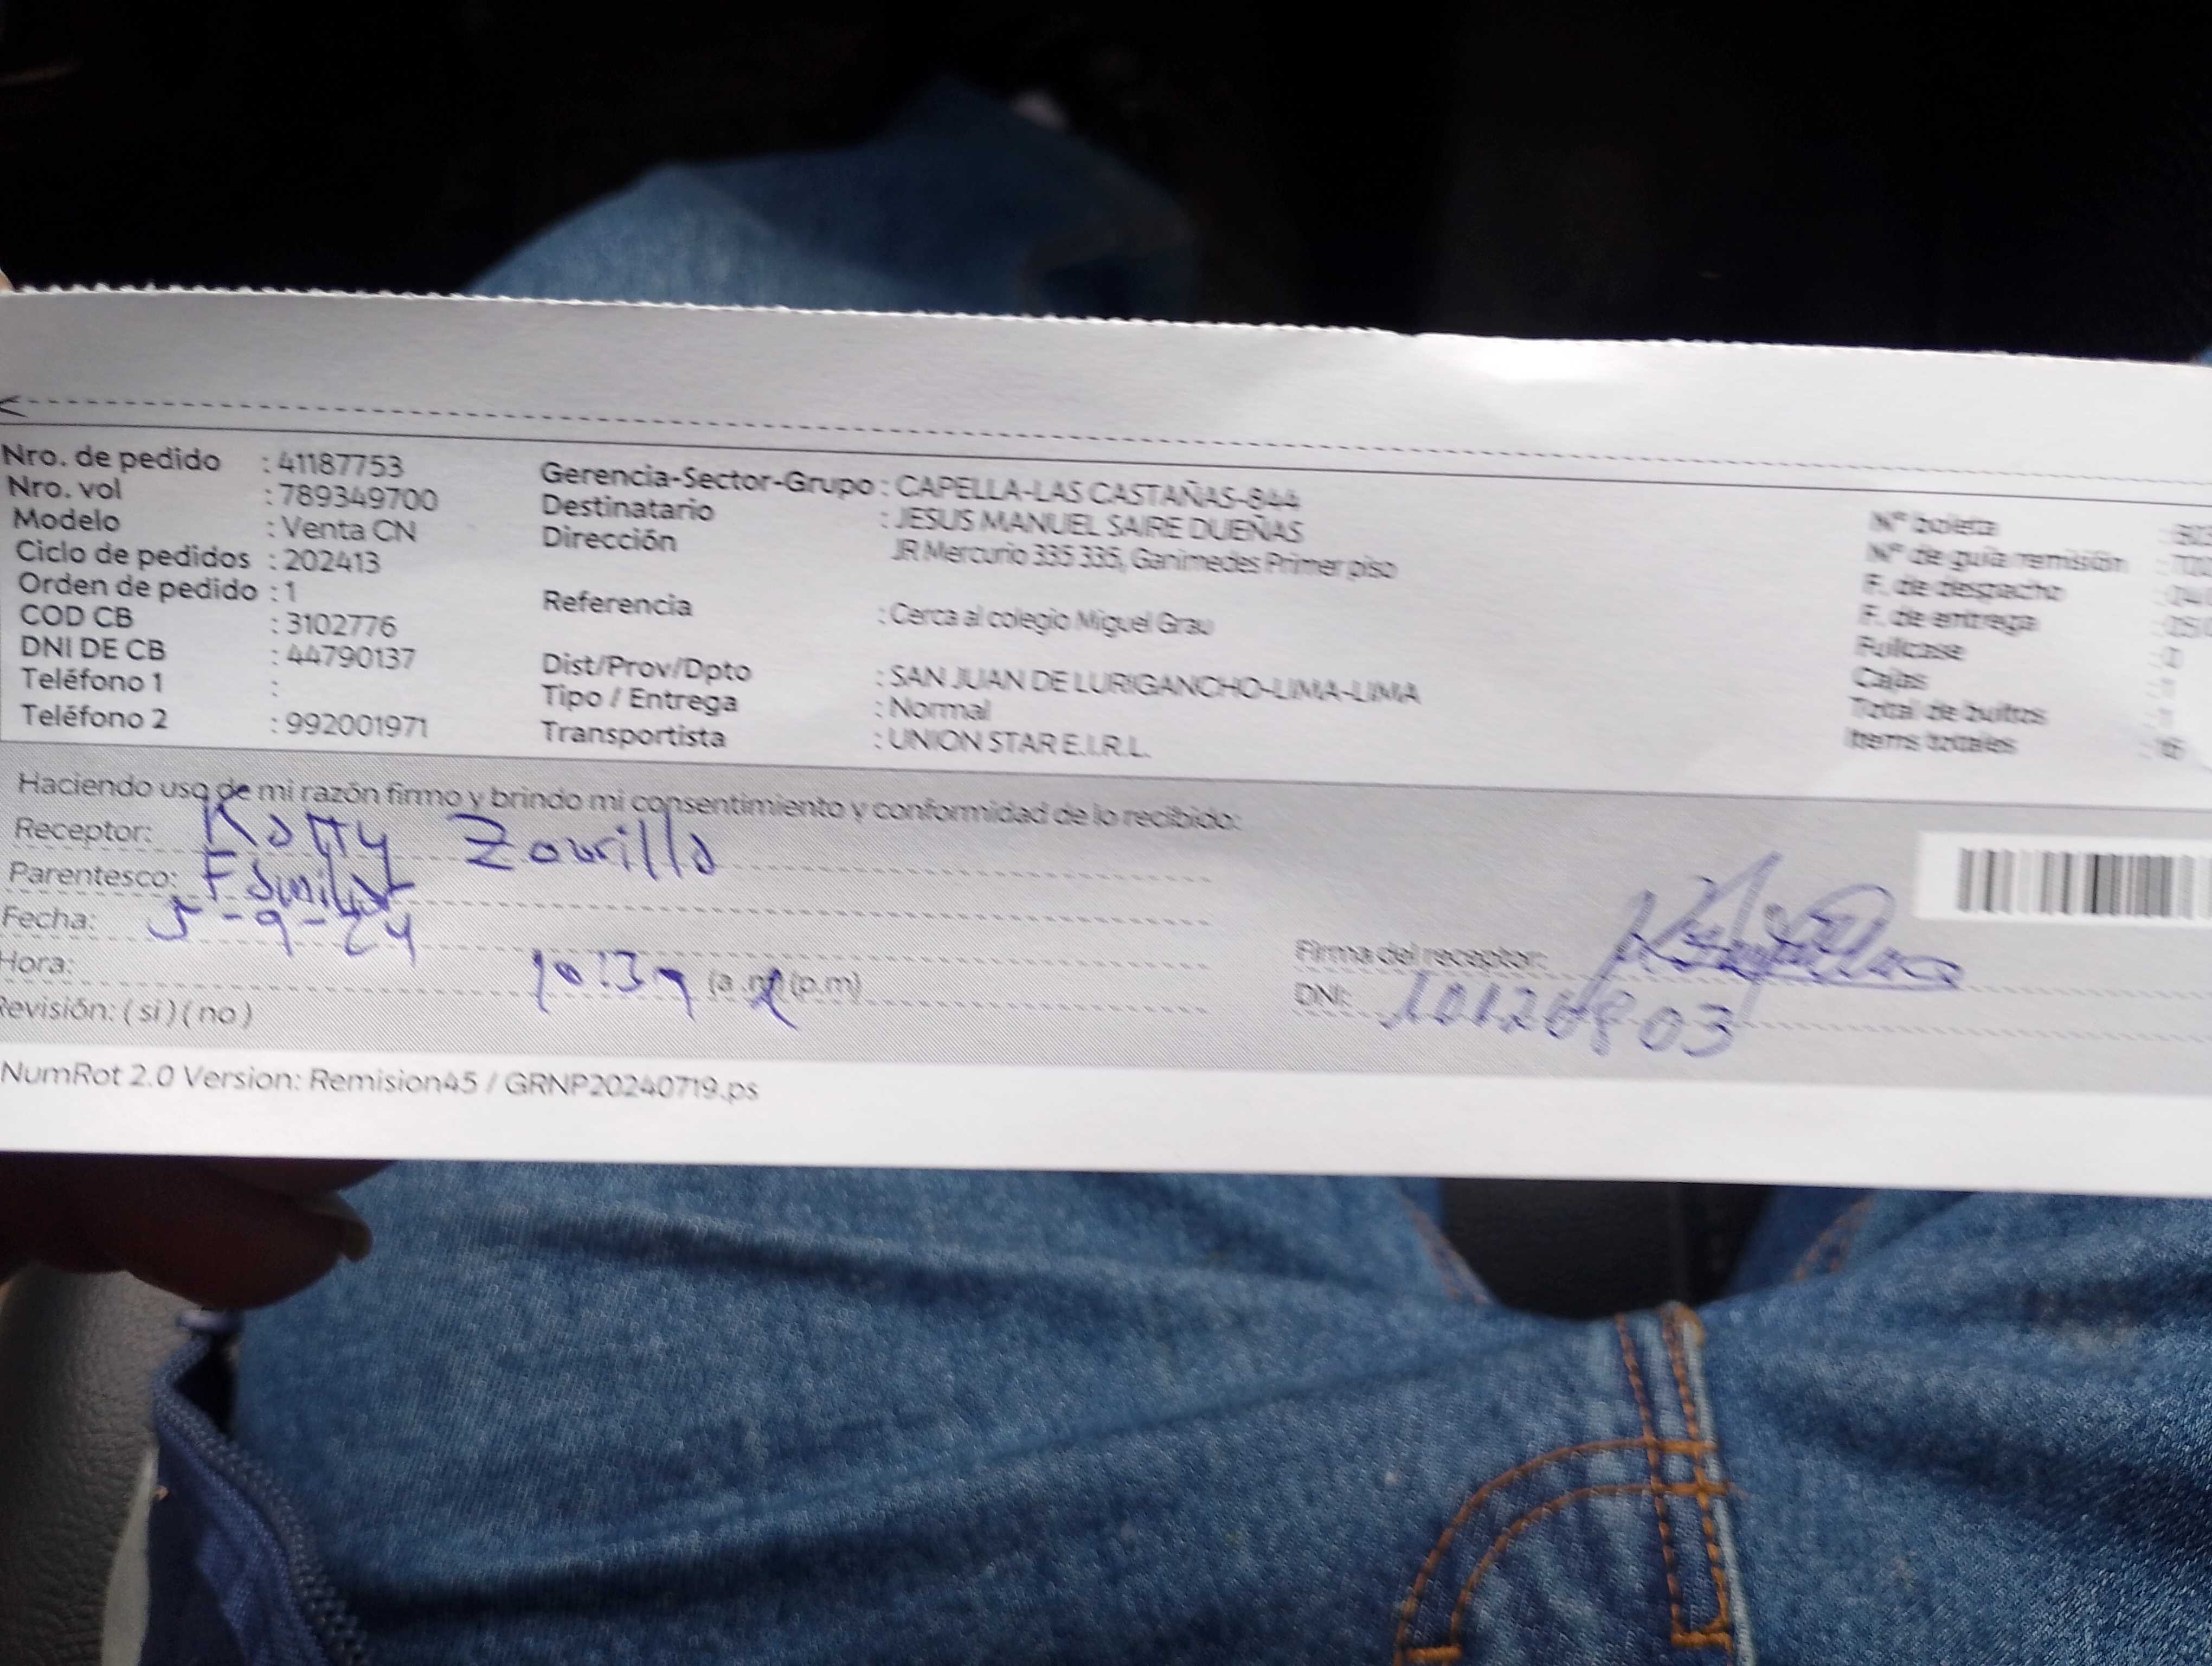 Nro. de pedido : 41187753
Nro. vol : 789349700
Modelo : Venta CN
Ciclo de pedidos : 202413
Orden de pedido : 1
COD CB : 3102776
DNI DE CB : 44790137
Teléfono 1 :
Teléfono 2 : 992001971
Gerencia-Sector-Grupo : CAPELLA-LAS CASTAÑAS-844
Destinatario : JESUS MANUEL SAIRE DUEÑAS
Dirección JR Mercurio 335 335, Ganimedes Primer piso
Referencia : Cerca al colegio Miguel Grau
Dist/Prov/Dpto : SAN JUAN DE LURIGANCHO-LIMA-LIMA
Tipo / Entrega : Normal
Transportista : UNION STAR E.I.R.L.
N° boleta
N° de guía remisión
F. de despacho
F. de entrega
Fullcase
Cajas : 1
Total de bultos : 1
Items totales
Haciendo uso de mi razón firmo y brindo mi consentimiento y conformidad de lo recibido:
Receptor: Katty
Parentesco: Familiar
Fecha: 5-9-24
Hora: (a.m) (p.m)
Revisión: ( si ) ( no )
Firma del receptor:
DNI:
NumRot 2.0 Version: Remision45 / GRNP20240719.ps